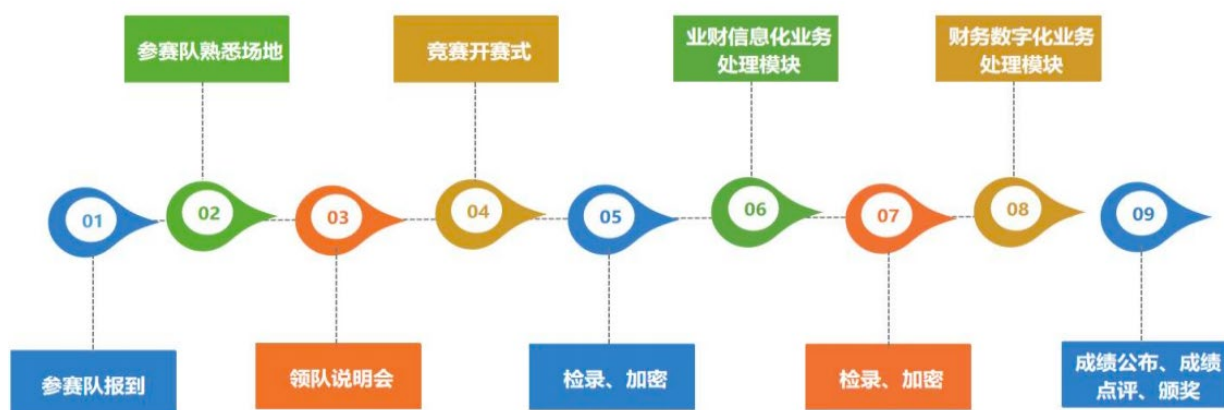 参赛队熟悉场地
竞赛开赛式
业财信息化业务
处理模块
财务数字化业务
处理模块
01
02
03
04
05
06
07
08
09
参赛队报到
领队说明会
检录、加密
检录、加密
成绩公布、成绩
点评、颁奖